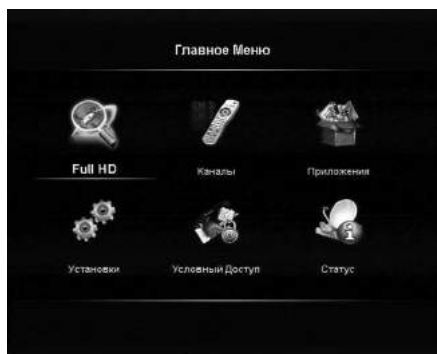 Главное Меню
Full HD
Каналы
Приложения
Установки
Условный Доступ
Статус